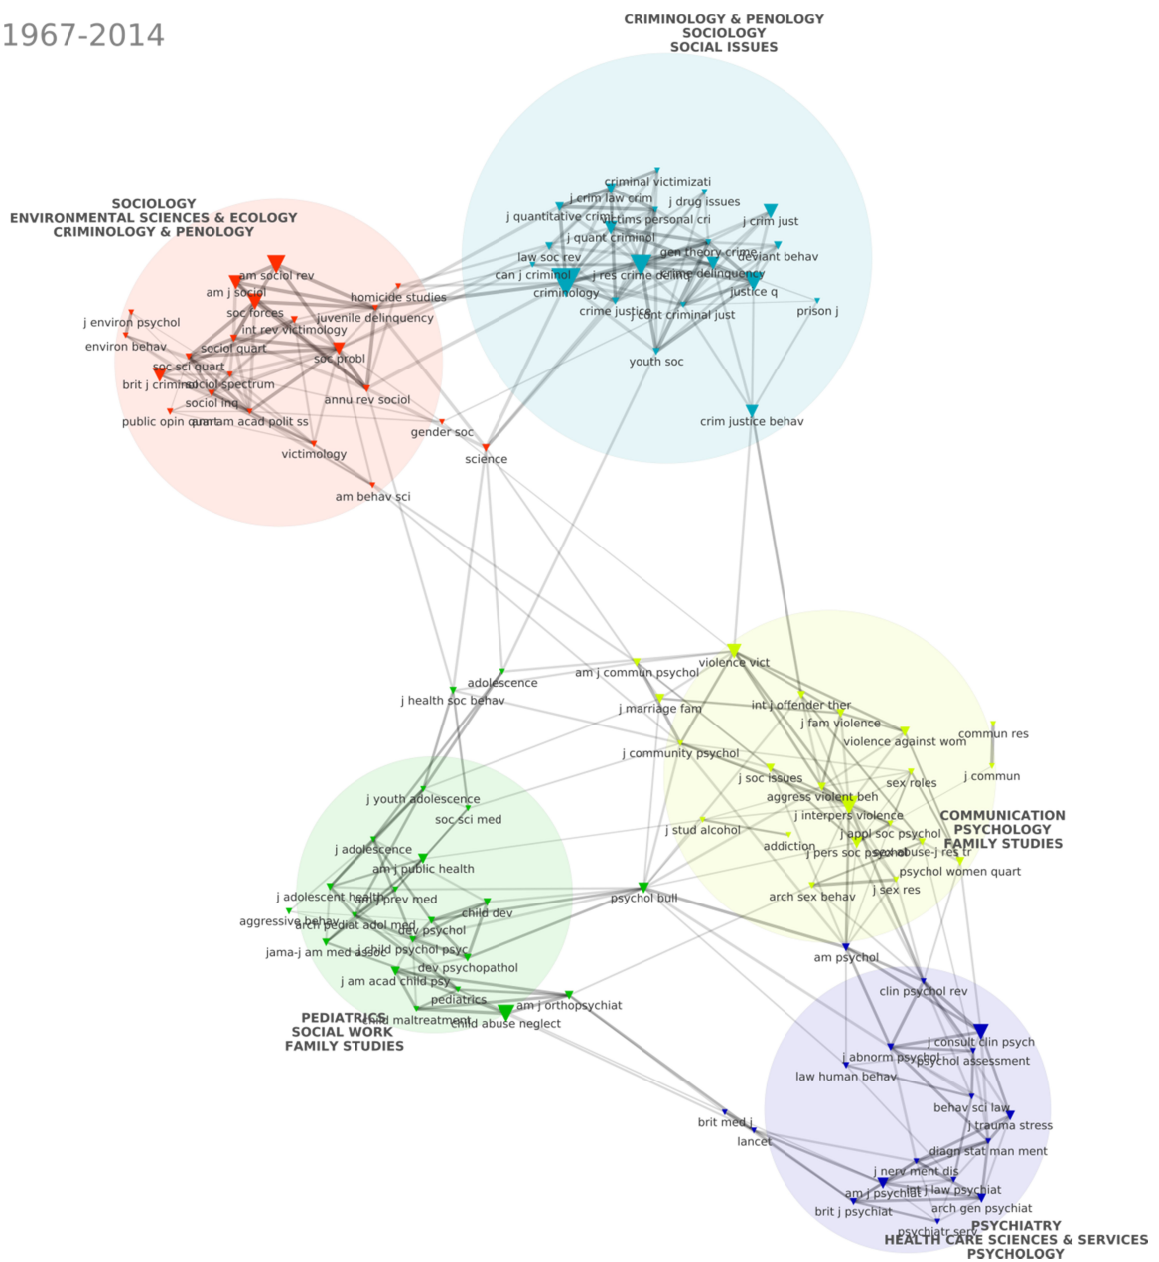 1967-2014
CRIMINOLOGY & PENOLOGY
SOCIOLOGY
SOCIAL ISSUES
criminal victimizati
j crim law crim
j drug issues
j quantitative crim
victims personal cri
j crim just
j quant criminol
law soc rev
gen theory crime
deviant behav
can j criminol
j res crime delinq
crime delinquency
criminology
justice q
crime justice
j cont criminal just
prison j
youth soc
crim justice behav
SOCIOLOGY
ENVIRONMENTAL SCIENCES & ECOLOGY
CRIMINOLOGY & PENOLOGY
am sociol rev
am j sociol
homicide studies
soc forces
juvenile delinquency
j environ psychol
int rev victimology
environ behav
sociol quart
soc probl
soc sci quart
brit j criminol
sociol spectrum
annu rev sociol
sociol inq
public opin quart
ann am acad polit ss
gender soc
victimology
science
am behav sci
violence vict
am j commun psychol
adolescence
j health soc behav
j marriage fam
int j offender ther
j fam violence
commun res
violence against wom
j community psychol
j soc issues
j commun
sex roles
aggress violent beh
j interpers violence
COMMUNICATION
PSYCHOLOGY
FAMILY STUDIES
j stud alcohol
j appl soc psychol
addiction
j pers soc psychol
sex abuse-j res tr
psychol women quart
j sex res
arch sex behav
j youth adolescence
soc sci med
j adolescence
am j public health
j adolescent health
am j prev med
psychol bull
child dev
aggressive behav
arch pediat adol med
dev psychol
jama-j am med assoc
j child psychol psyc
dev psychopathol
j am acad child psy
pediatrics
am j orthopsychiat
child maltreatment
child abuse neglect
PEDIATRICS
SOCIAL WORK
FAMILY STUDIES
am psychol
clin psychol rev
j consult clin psych
j abnorm psychol
psychol assessment
law human behav
behav sci law
brit med j
j trauma stress
lancet
diagn stat man ment
j nerv ment dis
am j psychiat
int j law psychiat
brit j psychiat
arch gen psychiat
psychiatr serv
PSYCHIATRY
HEALTH CARE SCIENCES & SERVICES
PSYCHOLOGY